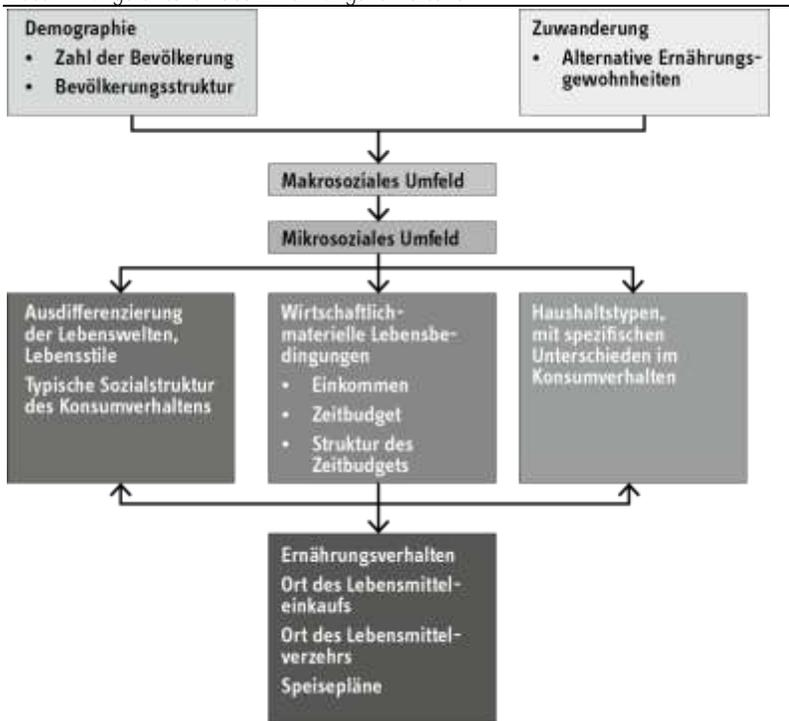 Demographie
• Zahl der Bevölkerung
• Bevölkerungsstruktur
Zuwanderung
• Alternative Ernährungs-
gewohnheiten
Makrosoziales Umfeld
Mikrosoziales Umfeld
Ausdifferenzierung
der Lebenswelten,
Lebensstile
Typische Sozialstruktur
des Konsumverhaltens
Wirtschaftlich-
materielle Lebensbe-
dingungen
• Einkommen
• Zeitbudget
• Struktur des
Zeitbudgets
Haushaltstypen,
mit spezifischen
Unterschieden im
Konsumverhalten
Ernährungsverhalten
Ort des Lebensmittel-
einkaufs
Ort des Lebensmittel-
verzehrs
Speisepläne